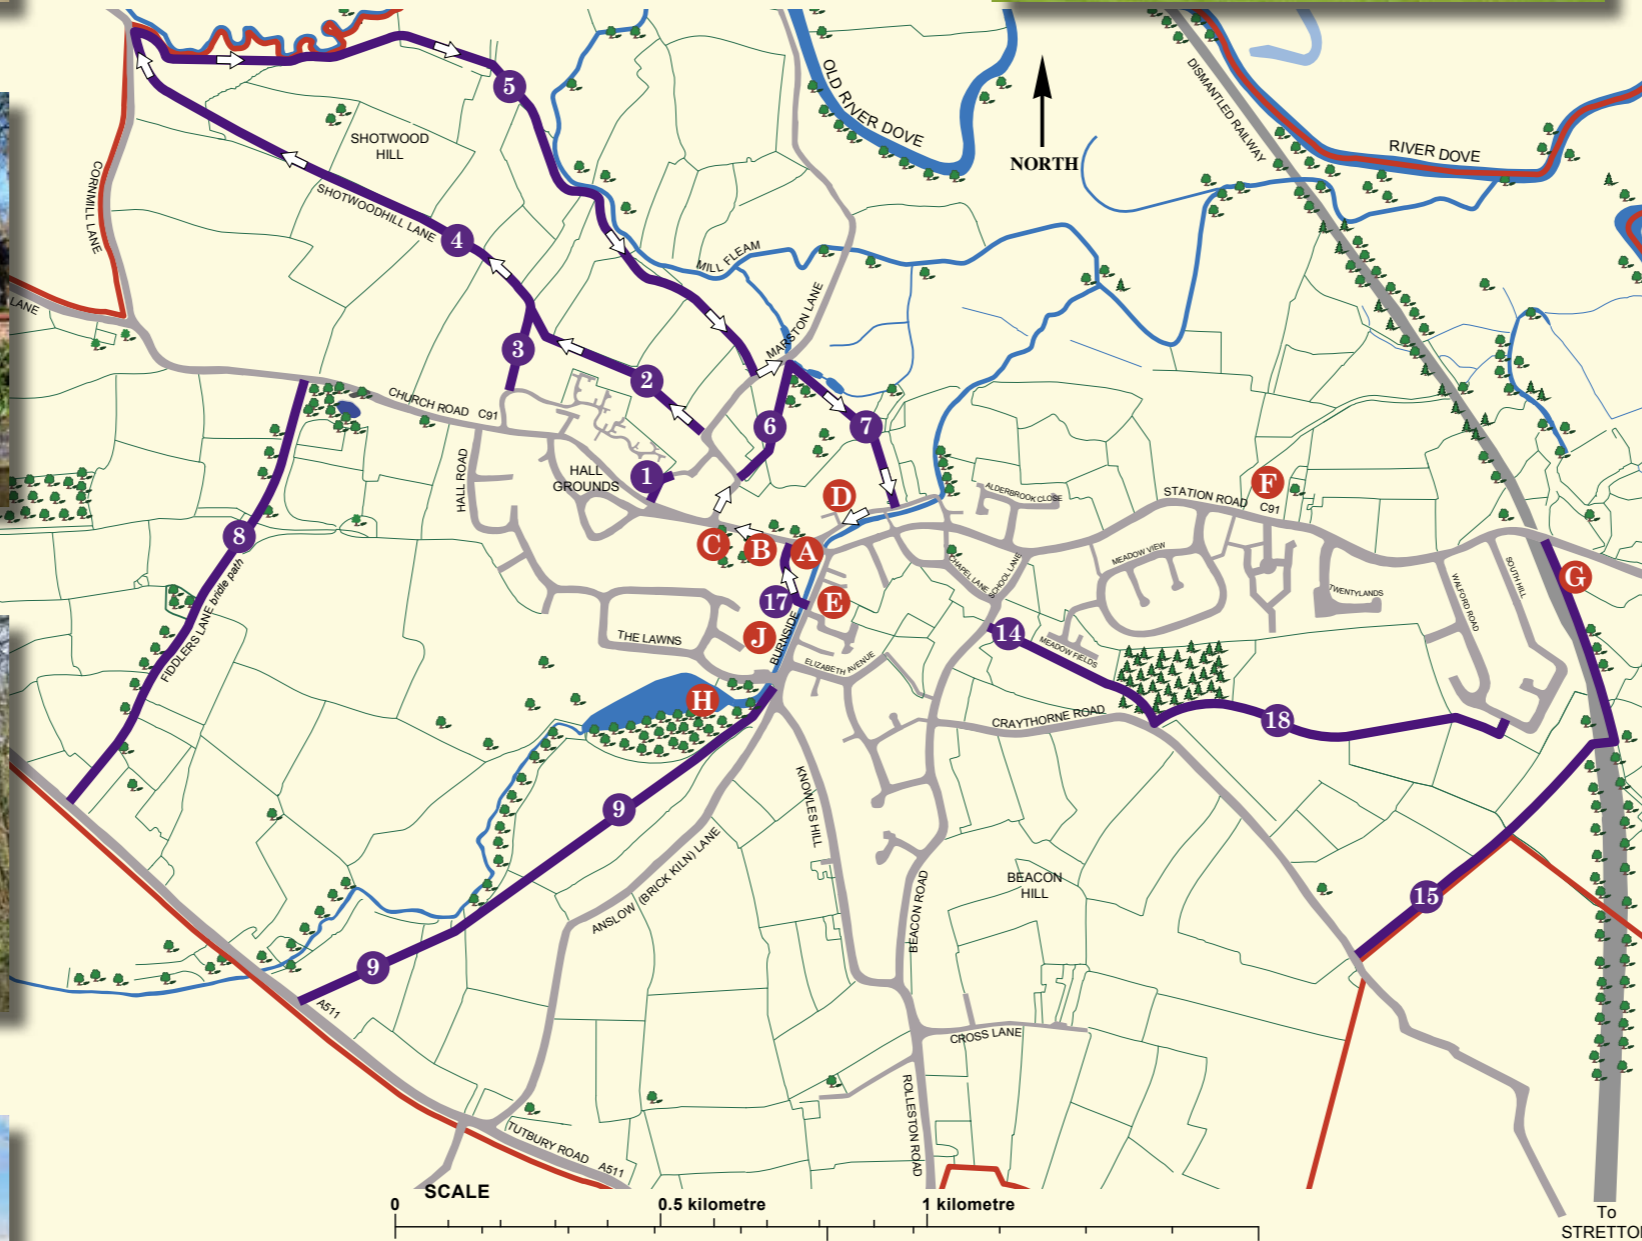 OLD RIVER DOVE
DISMANTLED RAILWAY
RIVER DOVE
NORTH
5
SHOTWOOD
HILL
CORNMILL LANE
SHOTWOODHILL LANE
4
MILL FLEAM
MARSTON LANE
LANE
3
2
CHURCH ROAD C91
6
7
HALL ROAD
HALL
GROUNDS
1
D
ALDERBROOK CLOSE
STATION ROAD
C91
F
C
B
A
8
FIDDLERS LANE bridle path
MEADOW VIEW
CHAPEL LANE
SCHOOL LANE
TWENTYLANDS
WALFORD ROAD
SOUTH HILL
G
17
E
J
BURNSIDE
THE LAWNS
ELIZABETH AVENUE
14
MEADOW FIELDS
H
CRAYTHORNE ROAD
18
9
KNOWLES HILL
ANSLOW (BRICK KILN) LANE
BEACON ROAD
BEACON
HILL
15
9
A511
CROSS LANE
ROLLESTON ROAD
TUTBURY ROAD A511
SCALE
0
0.5 kilometre
1 kilometre
To
STRETTON